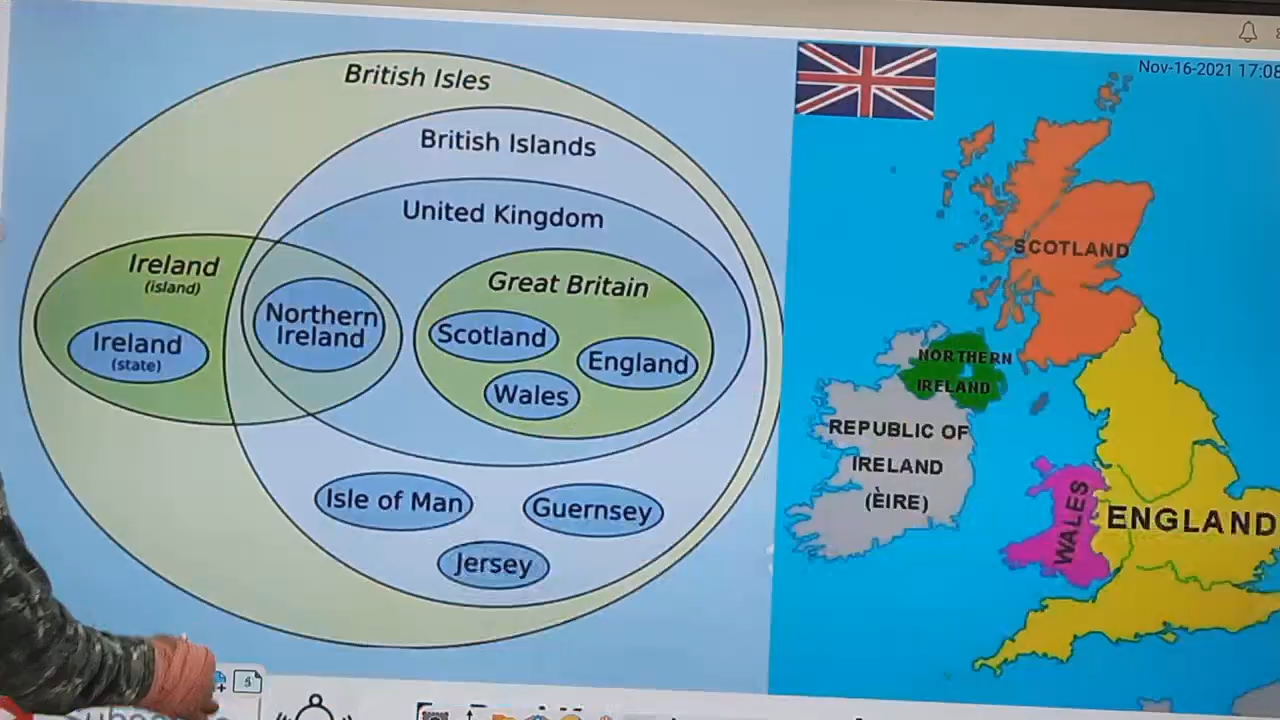 British Isles
British Islands
United Kingdom
Ireland
(island)
Ireland
(state)
Northern
Ireland
Great Britain
Scotland
England
Wales
Isle of Man
Guernsey
Jersey
Nov-16-2021 17:08
SCOTLAND
NORTHERN
IRELAND
REPUBLIC OF
IRELAND
(ÈIRE)
WALES
ENGLAND